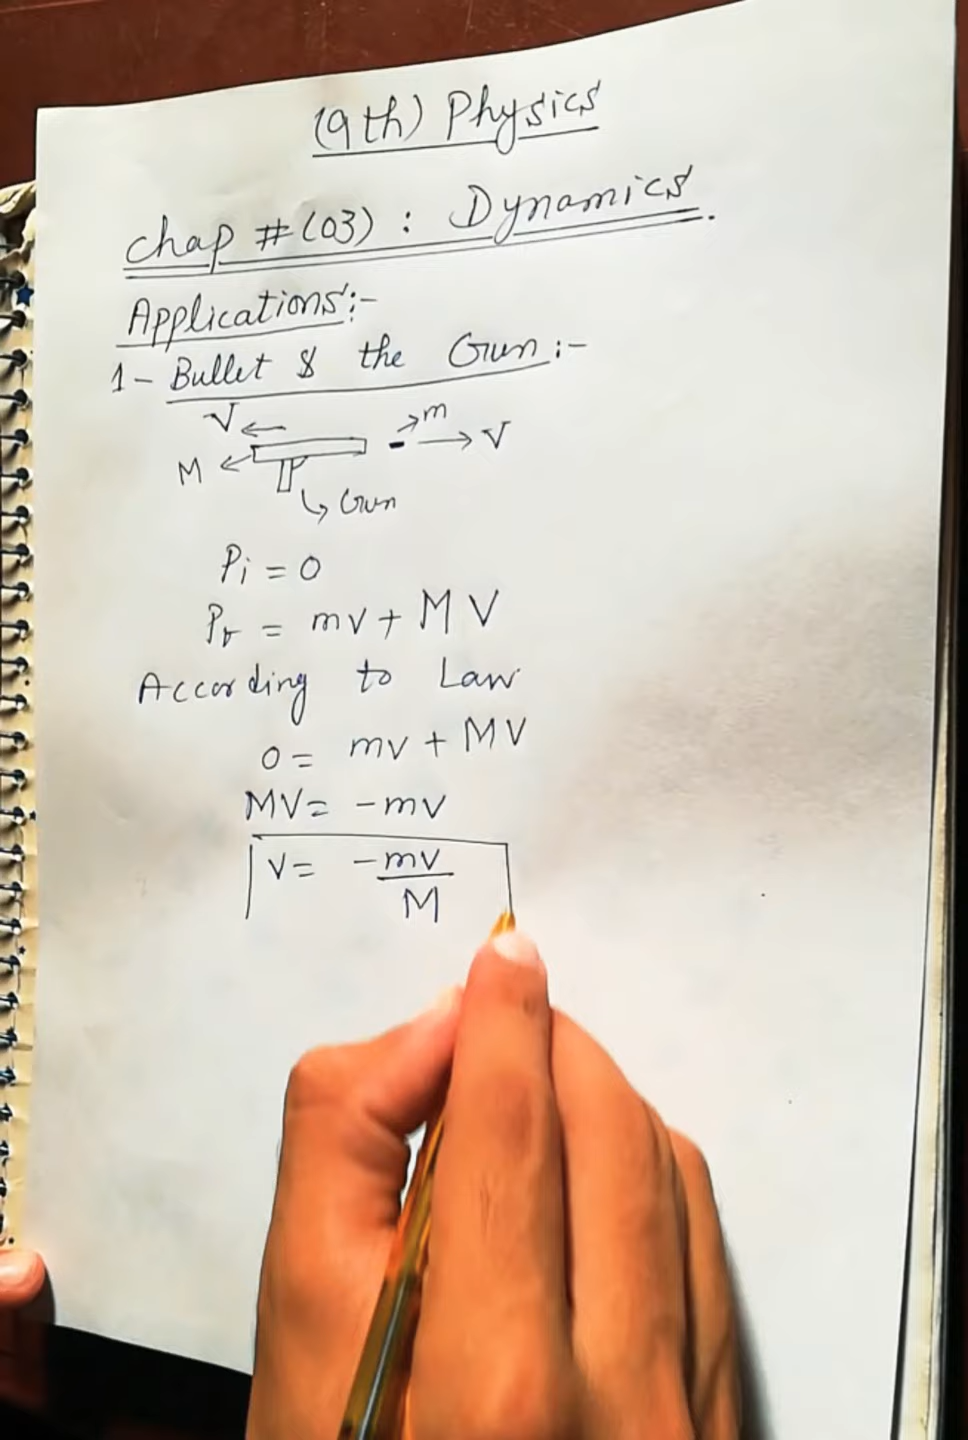 (9th) Physics
Chap #(03) : Dynamics.
Applications:-
1- Bullet & the Gun:-
V
m
V
M
Gun
Pi = 0
Pf = mv + MV
According to Law
0 = mv + MV
MV = -mv
V = -mv
M